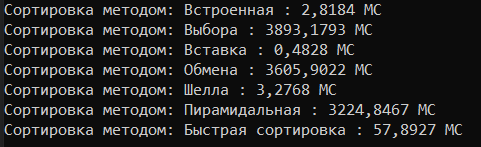 Сортировка методом: Встроенная : 2,8184 МС
Сортировка методом: Выбора : 3893,1793 МС
Сортировка методом: Вставка : 0,4828 МС
Сортировка методом: Обмена : 3605,9022 МС
Сортировка методом: Шелла : 3,2768 МС
Сортировка методом: Пирамидальная : 3224,8467 МС
Сортировка методом: Быстрая сортировка : 57,8927 МС